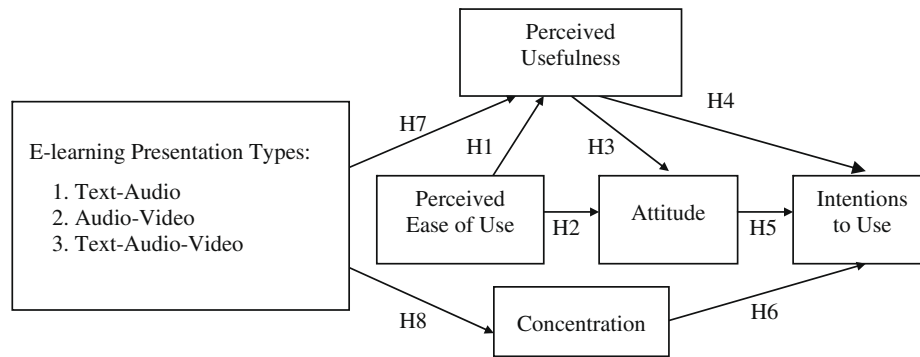 Perceived
Usefulness
H7
H1
H3
H4
E-learning Presentation Types:
1. Text-Audio
2. Audio-Video
3. Text-Audio-Video
Perceived
Ease of Use
H2
Attitude
H5
Intentions
to Use
H8
Concentration
H6